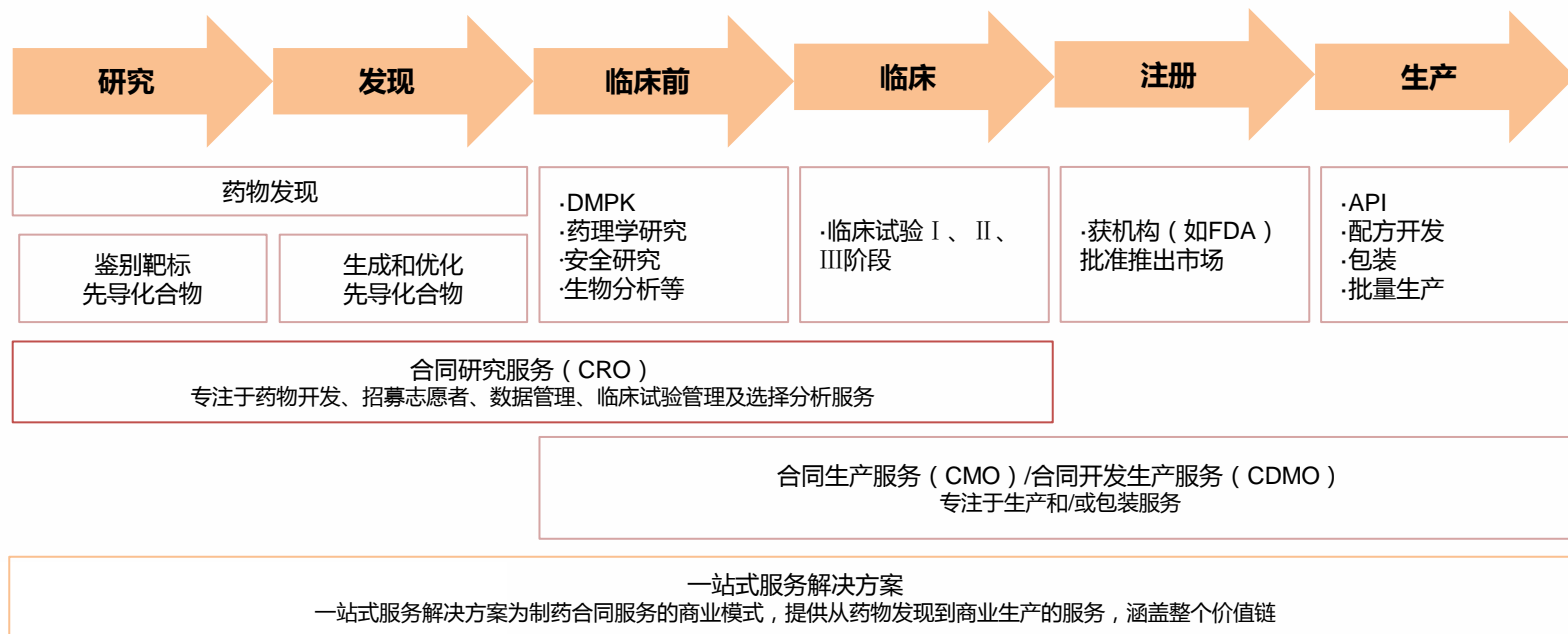 研究
发现
临床前
临床
注册
生产
药物发现
鉴别靶标
先导化合物
生成和优化
先导化合物
·DMPK
·药理学研究
·安全研究
·生物分析等
·临床试验Ⅰ、Ⅱ、
Ⅲ阶段
·获机构（如FDA）
批准推出市场
·API
·配方开发
·包装
·批量生产
合同研究服务（CRO）
专注于药物开发、招募志愿者、数据管理、临床试验管理及选择分析服务
合同生产服务（CMO）/合同开发生产服务（CDMO）
专注于生产和/或包装服务
一站式服务解决方案
一站式服务解决方案为制药合同服务的商业模式，提供从药物发现到商业生产的服务，涵盖整个价值链